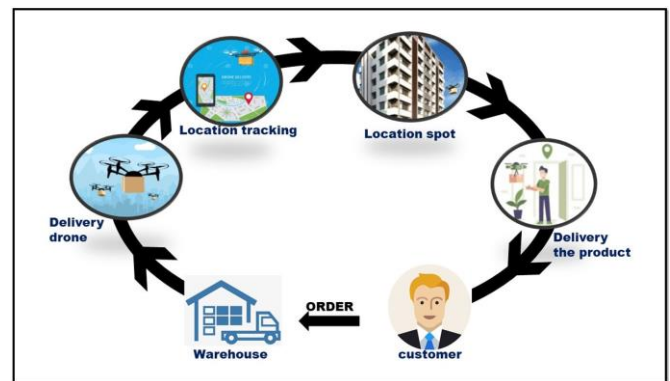 Location tracking
Location spot
Delivery
drone
Delivery
the product
ORDER
Warehouse
customer